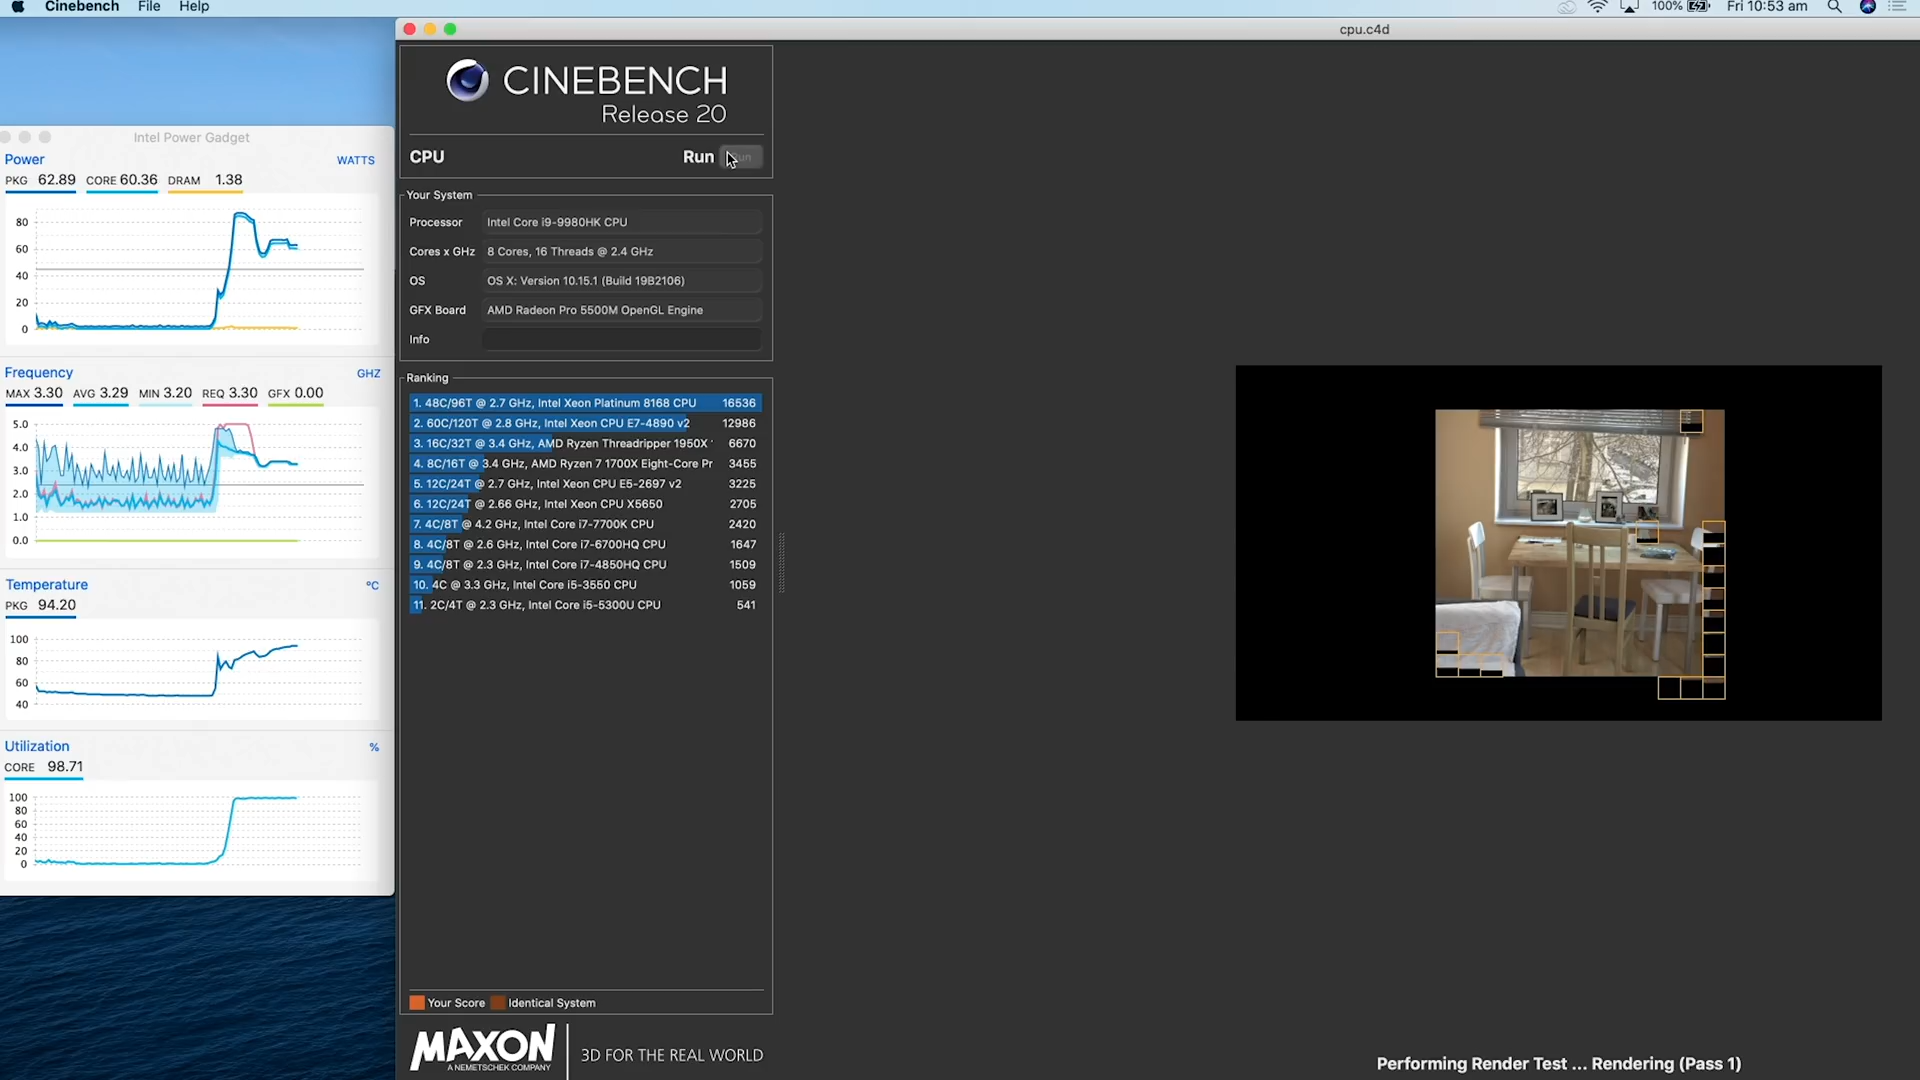 Cinebench File Help
100% Fri 10:53 am
cpu.c4d
Intel Power Gadget
Power WATTS
PKG 62.89 CORE 60.36 DRAM 1.38
80
60
40
20
0
Frequency GHZ
MAX 3.30 AVG 3.29 MIN 3.20 REQ 3.30 GFX 0.00
5.0
4.0
3.0
2.0
1.0
0.0
Temperature °C
PKG 94.20
100
80
60
40
Utilization %
CORE 98.71
100
80
60
40
20
0
CINEBENCH
Release 20
CPU Run Run
Your System
Processor Intel Core i9-9980HK CPU
Cores x GHz 8 Cores, 16 Threads @ 2.4 GHz
OS OS X: Version 10.15.1 (Build 19B2106)
GFX Board AMD Radeon Pro 5500M OpenGL Engine
Info
Ranking
1. 48C/96T @ 2.7 GHz, Intel Xeon Platinum 8168 CPU 16536
2. 60C/120T @ 2.8 GHz, Intel Xeon CPU E7-4890 v2 12986
3. 16C/32T @ 3.4 GHz, AMD Ryzen Threadripper 1950X ' 6670
4. 8C/16T @ 3.4 GHz, AMD Ryzen 7 1700X Eight-Core Pr 3455
5. 12C/24T @ 2.7 GHz, Intel Xeon CPU E5-2697 v2 3225
6. 12C/24T @ 2.66 GHz, Intel Xeon CPU X5650 2705
7. 4C/8T @ 4.2 GHz, Intel Core i7-7700K CPU 2420
8. 4C/8T @ 2.6 GHz, Intel Core i7-6700HQ CPU 1647
9. 4C/8T @ 2.3 GHz, Intel Core i7-4850HQ CPU 1509
10. 4C @ 3.3 GHz, Intel Core i5-3550 CPU 1059
11. 2C/4T @ 2.3 GHz, Intel Core i5-5300U CPU 541
Your Score Identical System
MAXON
A NEMETSCHEK COMPANY
3D FOR THE REAL WORLD
Performing Render Test ... Rendering (Pass 1)